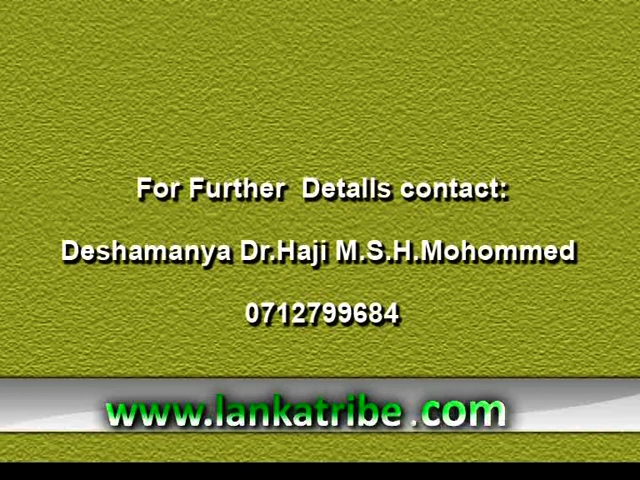 For Further Details contact:
Deshamanya Dr.Haji M.S.H.Mohommed
0712799684
www.lankatribe .com